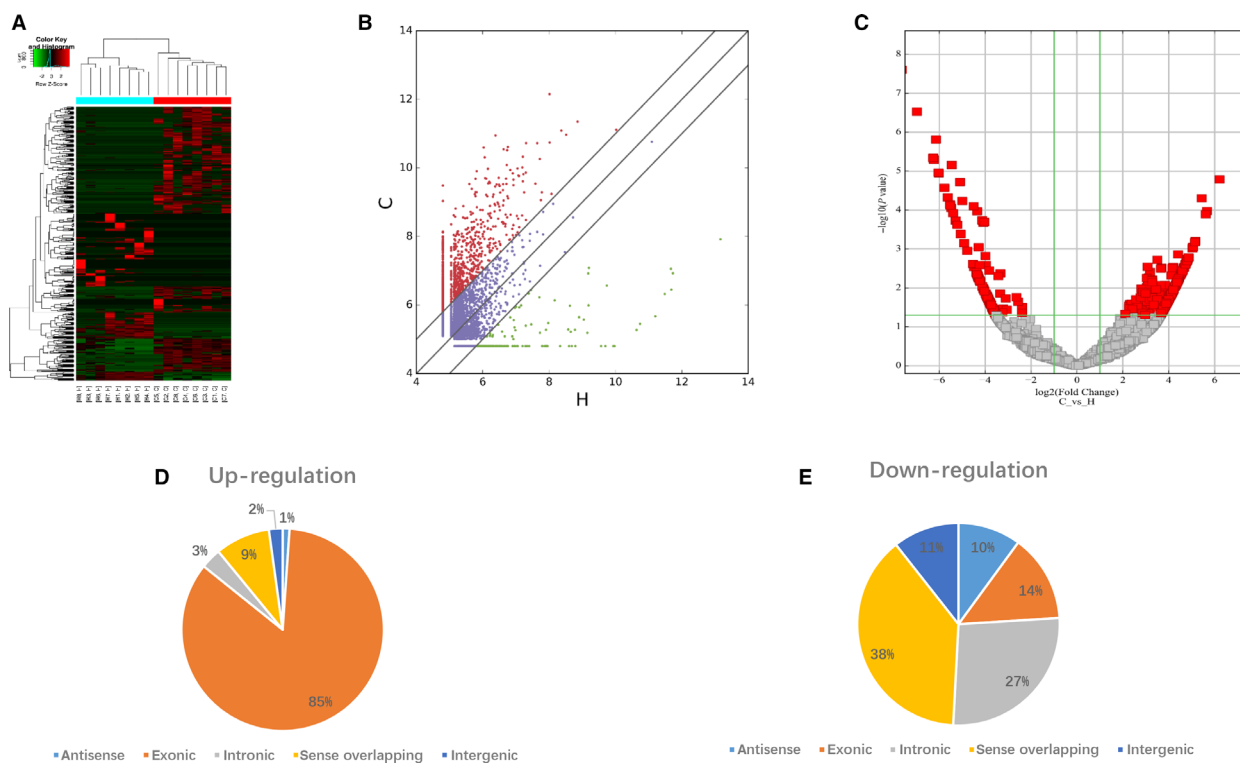 A
Color Key
and Histogram
-2 0 2
Row Z-Score
B
14
12
10
8
6
4
C
4 6 8 10 12 14
H
C
8
7
6
5
4
3
2
1
0
-log10(P value)
−6 −4 −2 0 2 4 6
log2(Fold Change)
C_vs_H
D
Up-regulation
2%
1%
3%
9%
85%
Antisense Exonic Intronic Sense overlapping Intergenic
E
Down-regulation
11%
10%
14%
38%
27%
Antisense Exonic Intronic Sense overlapping Intergenic